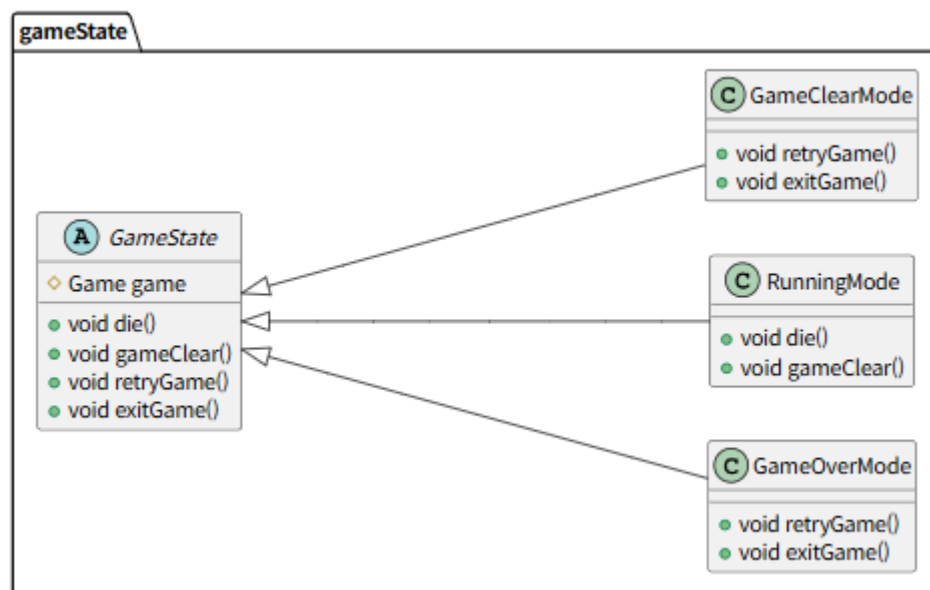 gameState
A GameState
Game game
void die()
void gameClear()
void retryGame()
void exitGame()
C GameClearMode
void retryGame()
void exitGame()
C RunningMode
void die()
void gameClear()
C GameOverMode
void retryGame()
void exitGame()